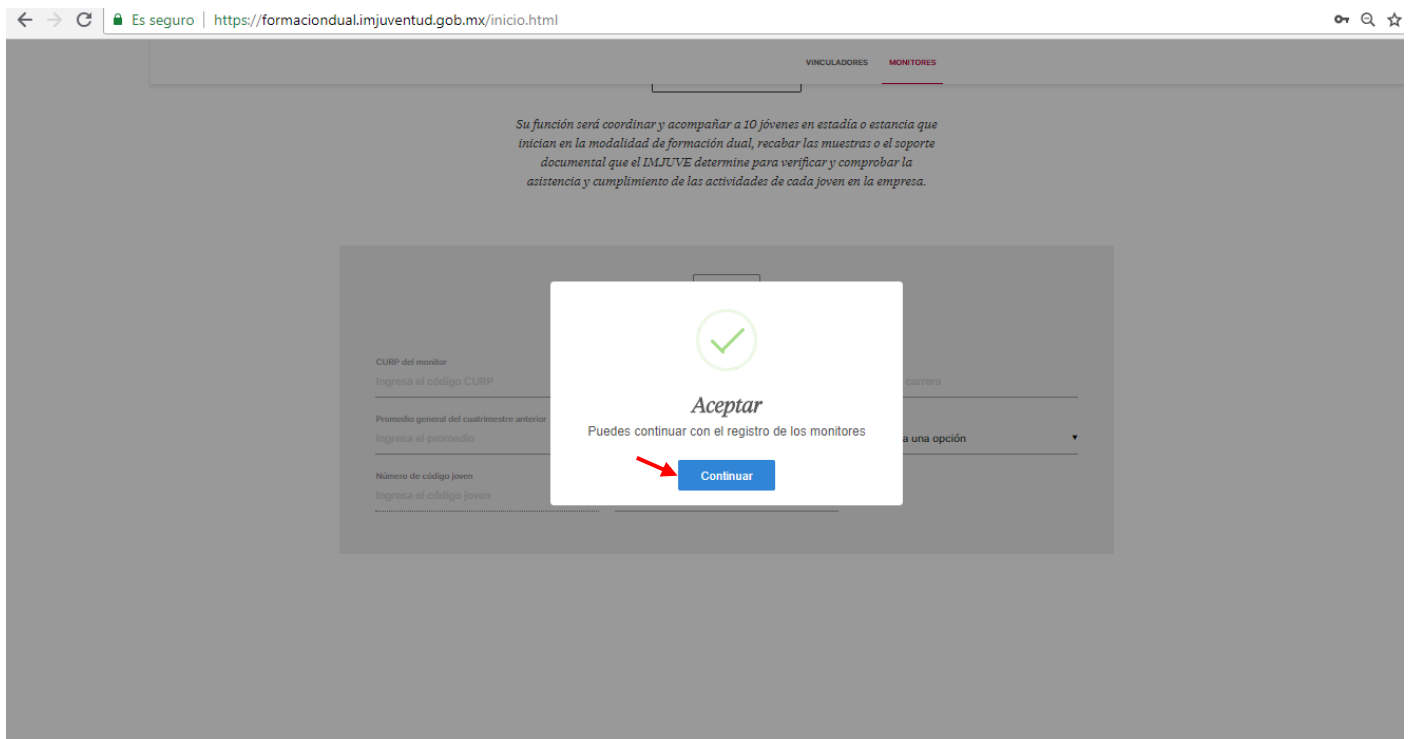 Es seguro | https://formaciondual.imjuventud.gob.mx/inicio.html
VINCULADORES MONITORES
Su función será coordinar y acompañar a 10 jóvenes en estadía o estancia que
inician en la modalidad de formación dual, recabar las muestras o el soporte
documental que el IMJUVE determine para verificar y comprobar la
asistencia y cumplimiento de las actividades de cada joven en la empresa.
CURP del monitor
Ingresa el código CURP
carrera
Promedio general del cuatrimestre anterior
Ingresa el promedio
a una opción
Número de código joven
Ingresa el código joven
Aceptar
Puedes continuar con el registro de los monitores
Continuar